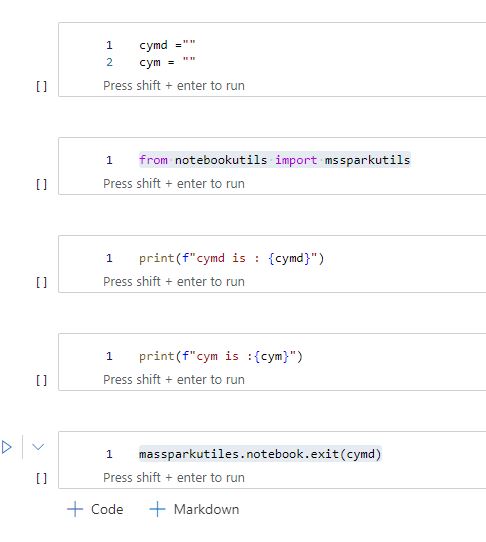 1 cymd =""
2 cym = ""
[ ] Press shift + enter to run
1 from notebookutils import mssparkutils
[ ] Press shift + enter to run
1 print(f"cymd is : {cymd}")
[ ] Press shift + enter to run
1 print(f"cym is :{cym}")
[ ] Press shift + enter to run
1 massparkutiles.notebook.exit(cymd)
[ ] Press shift + enter to run
+ Code + Markdown